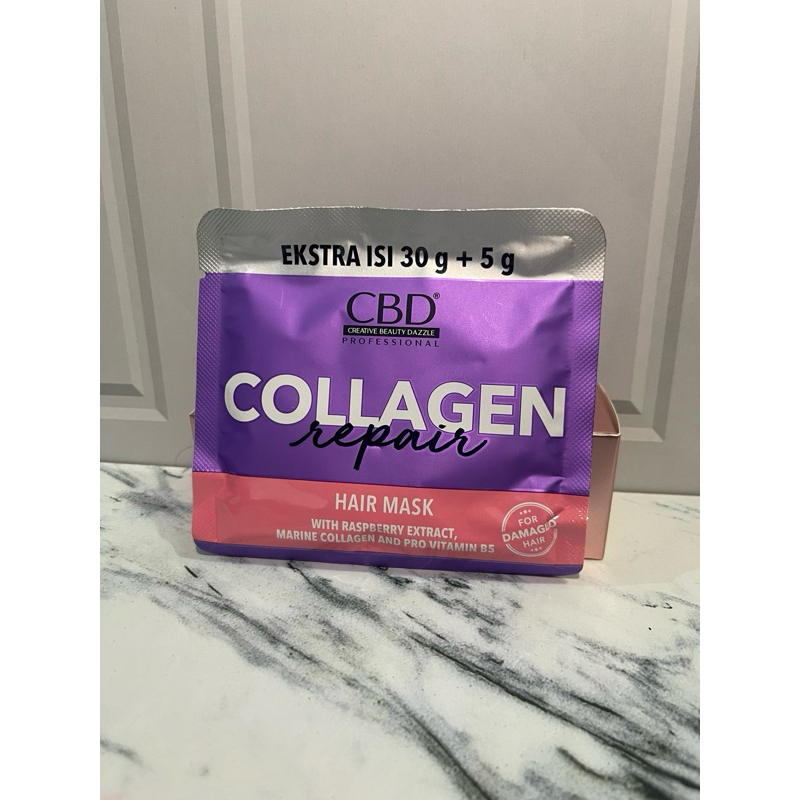 EKSTRA ISI 30 g + 5 g
CBD®
CREATIVE BEAUTY DAZZLE
PROFESSIONAL
COLLAGEN
repair
HAIR MASK
WITH RASPBERRY EXTRACT,
MARINE COLLAGEN AND PRO VITAMIN B5
FOR
DAMAGED
HAIR